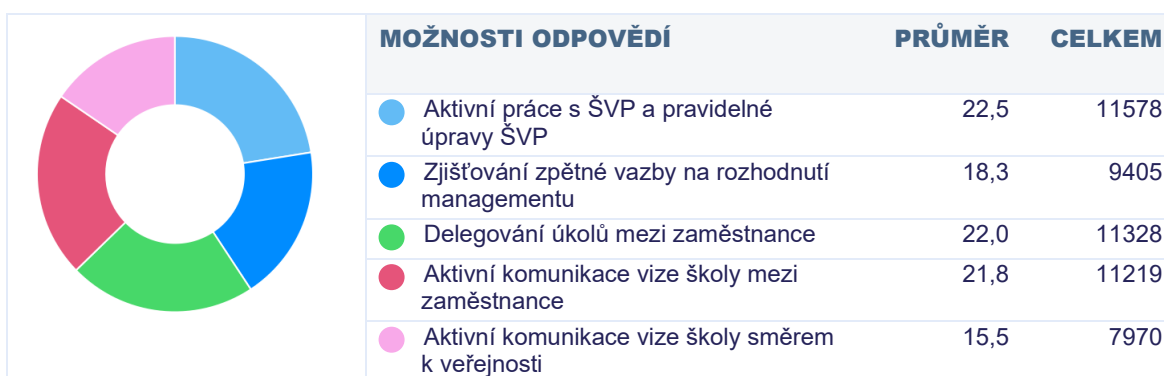 MOŽNOSTI ODPOVĚDÍ PRŮMĚR CELKEM
Aktivní práce s ŠVP a pravidelné 22,5 11578
úpravy ŠVP
Zjišťování zpětné vazby na rozhodnutí 18,3 9405
managementu
Delegování úkolů mezi zaměstnance 22,0 11328
Aktivní komunikace vize školy mezi 21,8 11219
zaměstnance
Aktivní komunikace vize školy směrem 15,5 7970
k veřejnosti